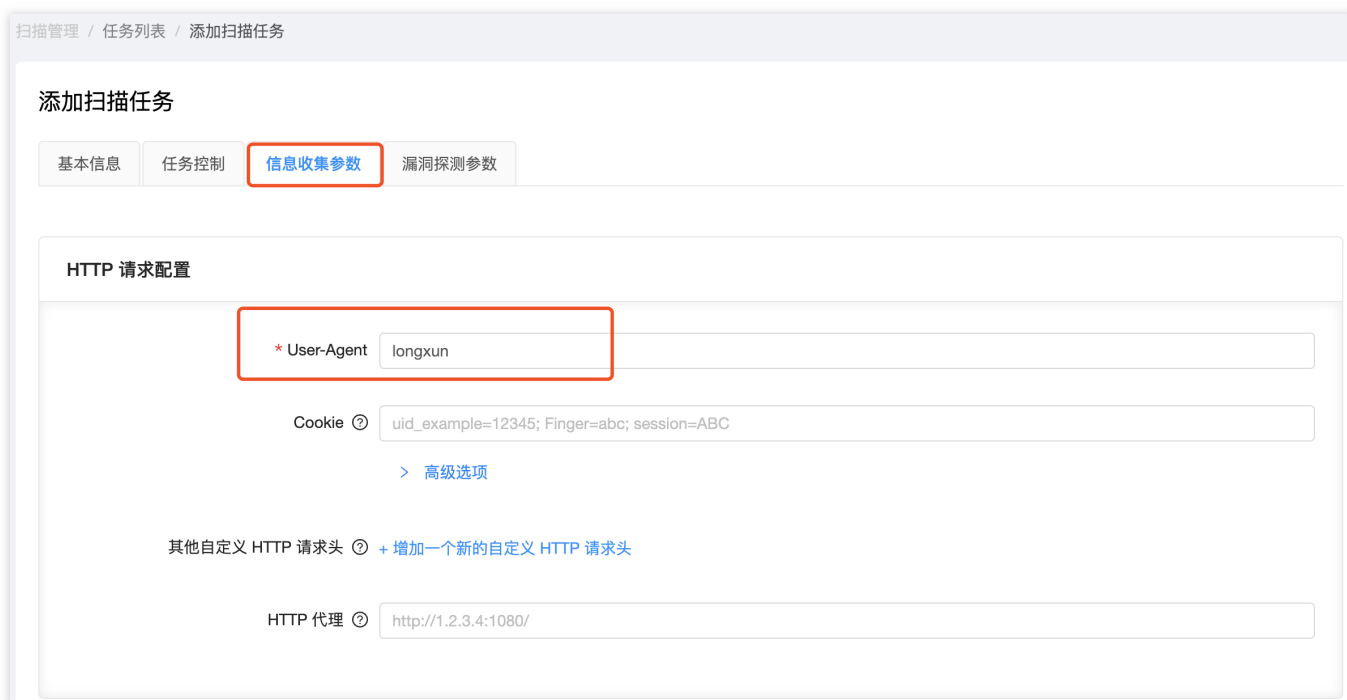 扫描管理 / 任务列表 / 添加扫描任务
添加扫描任务
基本信息 任务控制 信息收集参数 漏洞探测参数
HTTP 请求配置
* User-Agent longxun
Cookie ? uid_example=12345; Finger=abc; session=ABC
> 高级选项
其他自定义 HTTP 请求头 ? + 增加一个新的自定义 HTTP 请求头
HTTP 代理 ? http://1.2.3.4:1080/